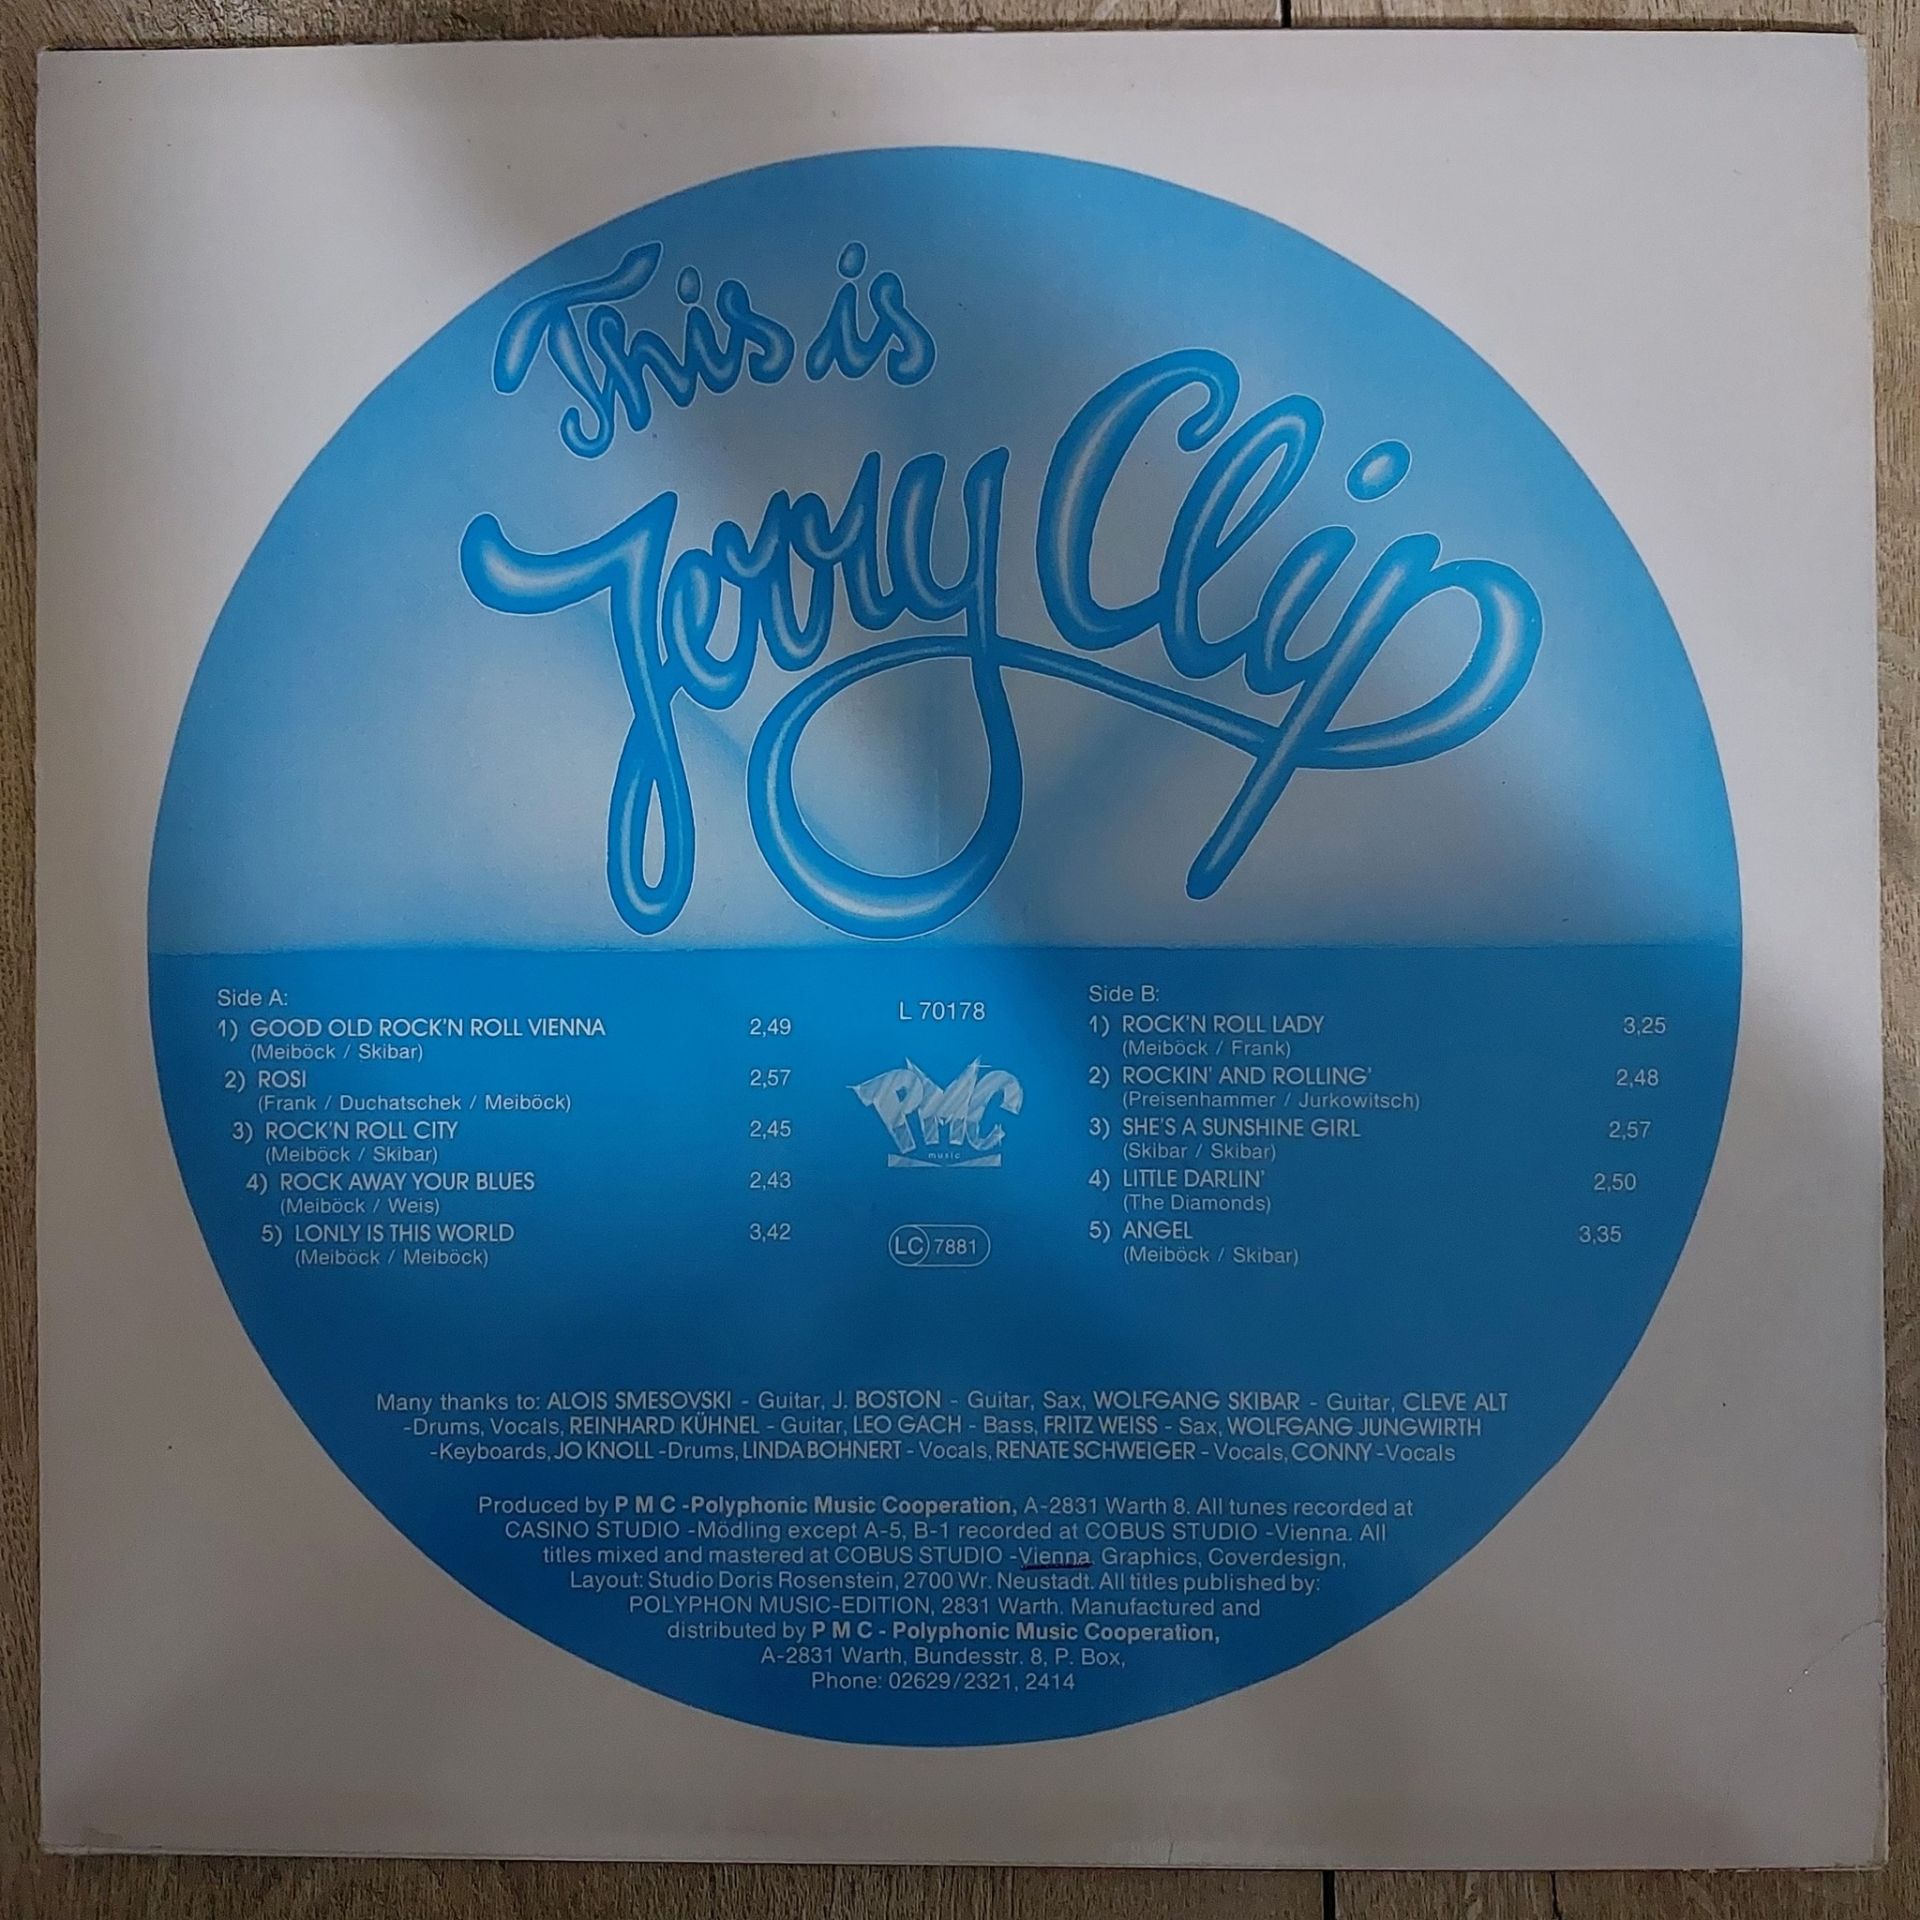 This is
Jerry Clip
Side A:
1) GOOD OLD ROCK'N ROLL VIENNA 2,49
(Meiböck / Skibar)
2) ROSI 2,57
(Frank / Duchatschek / Meiböck)
3) ROCK'N ROLL CITY 2,45
(Meiböck / Skibar)
4) ROCK AWAY YOUR BLUES 2,43
(Meiböck / Weis)
5) LONLY IS THIS WORLD 3,42
(Meiböck / Meiböck)
L 70178
PMC
music
LC 7881
Side B:
1) ROCK'N ROLL LADY 3,25
(Meiböck / Frank)
2) ROCKIN' AND ROLLING' 2,48
(Preisenhammer / Jurkowitsch)
3) SHE'S A SUNSHINE GIRL 2,57
(Skibar / Skibar)
4) LITTLE DARLIN' 2,50
(The Diamonds)
5) ANGEL 3,35
(Meiböck / Skibar)
Many thanks to: ALOIS SMESOVSKI - Guitar, J. BOSTON - Guitar, Sax, WOLFGANG SKIBAR - Guitar, CLEVE ALT
-Drums, Vocals, REINHARD KÜHNEL - Guitar, LEO GACH - Bass, FRITZ WEISS - Sax, WOLFGANG JUNGWIRTH
-Keyboards, JO KNOLL -Drums, LINDA BOHNERT - Vocals, RENATE SCHWEIGER - Vocals, CONNY -Vocals
Produced by P M C -Polyphonic Music Cooperation, A-2831 Warth 8. All tunes recorded at
CASINO STUDIO -Mödling except A-5, B-1 recorded at COBUS STUDIO -Vienna. All
titles mixed and mastered at COBUS STUDIO -Vienna. Graphics, Coverdesign,
Layout: Studio Doris Rosenstein, 2700 Wr. Neustadt. All titles published by:
POLYPHON MUSIC-EDITION, 2831 Warth. Manufactured and
distributed by P M C - Polyphonic Music Cooperation,
A-2831 Warth, Bundesstr. 8, P. Box,
Phone: 02629/2321, 2414